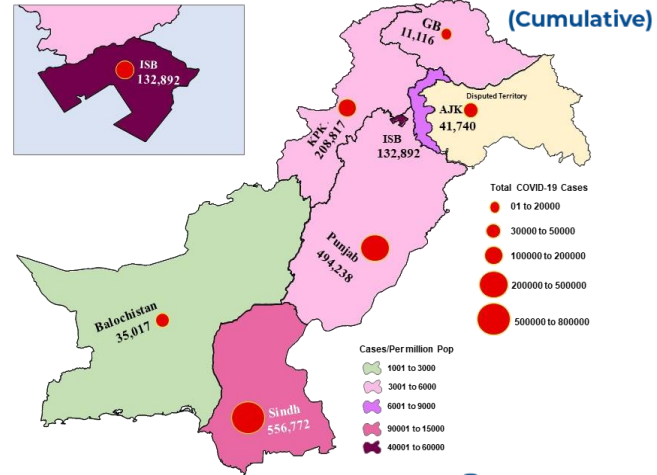 (Cumulative)
ISB
132,892
GB
11,116
Disputed Territory
AJK
41,740
KPK
208,817
ISB
132,892
Punjab
494,238
Balochistan
35,017
Sindh
556,772
Total COVID-19 Cases
01 to 20000
30000 to 50000
100000 to 200000
200000 to 500000
500000 to 800000
Cases/Per million Pop
1001 to 3000
3001 to 6000
6001 to 9000
90001 to 15000
40001 to 60000